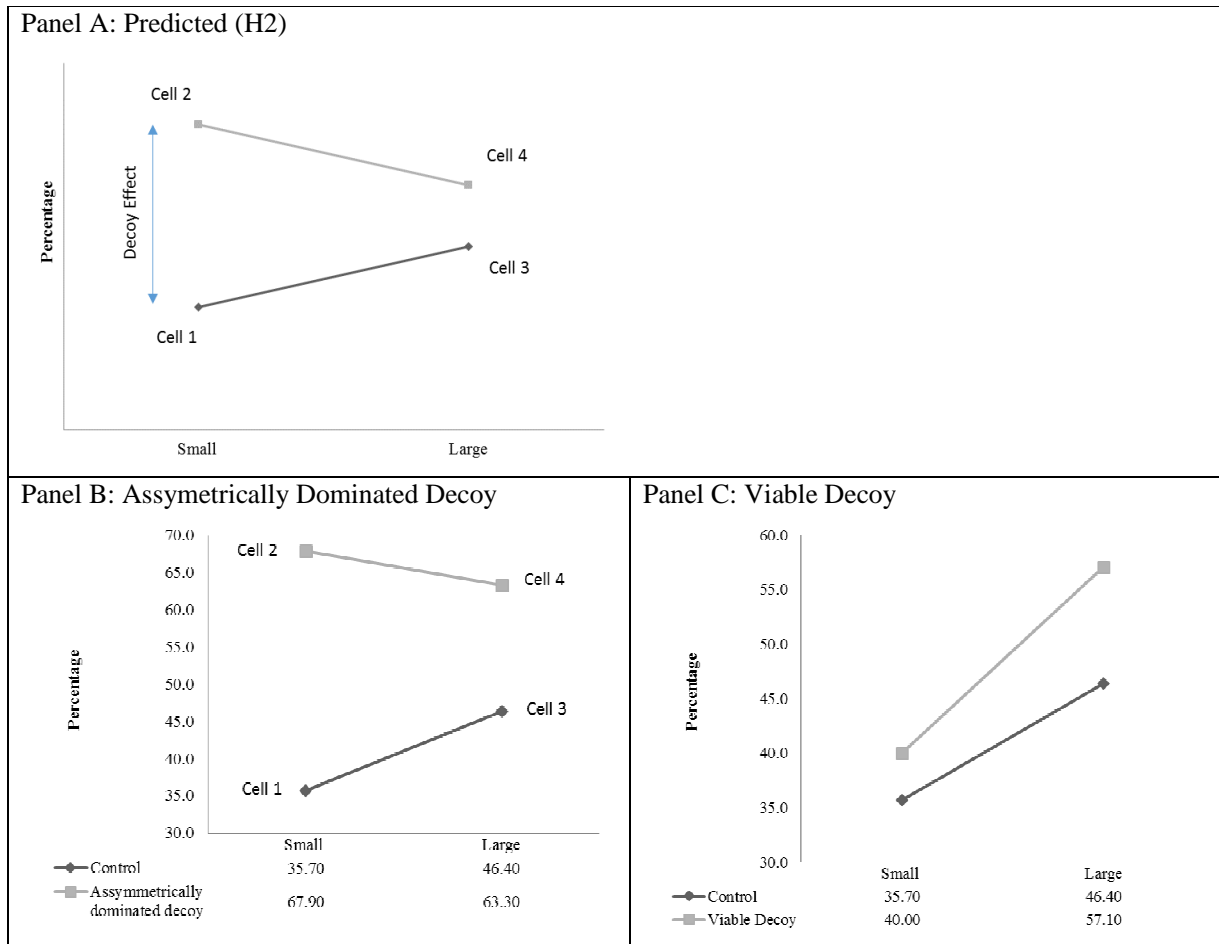 Panel A: Predicted (H2)
Cell 2
Cell 4
Decoy Effect
Percentage
Cell 3
Cell 1
Small Large
Panel B: Assymetrically Dominated Decoy
70.0
Cell 2
65.0
Cell 4
60.0
55.0
Percentage
50.0
45.0
Cell 3
40.0
35.0
Cell 1
30.0
Small Large
Control 35.70 46.40
Assymmetrically
dominated decoy 67.90 63.30
Panel C: Viable Decoy
60.0
55.0
50.0
Percentage
45.0
40.0
35.0
30.0
Small Large
Control 35.70 46.40
Viable Decoy 40.00 57.10